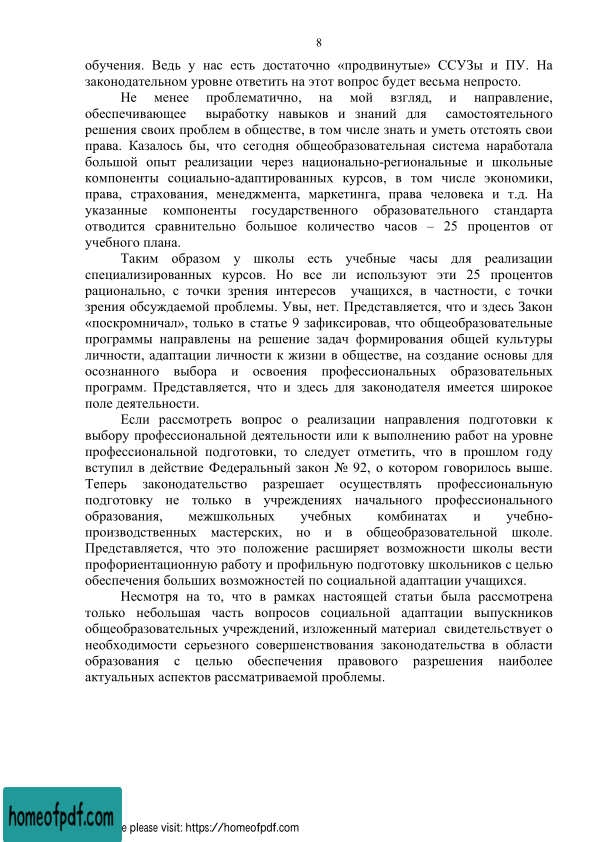 8
обучения. Ведь у нас есть достаточно «продвинутые» ССУЗы и ПУ. На
законодательном уровне ответить на этот вопрос будет весьма непросто.
Не менее проблематично, на мой взгляд, и направление,
обеспечивающее выработку навыков и знаний для самостоятельного
решения своих проблем в обществе, в том числе знать и уметь отстоять свои
права. Казалось бы, что сегодня общеобразовательная система наработала
большой опыт реализации через национально-региональные и школьные
компоненты социально-адаптированных курсов, в том числе экономики,
права, страхования, менеджмента, маркетинга, права человека и т.д. На
указанные компоненты государственного образовательного стандарта
отводится сравнительно большое количество часов – 25 процентов от
учебного плана.
Таким образом у школы есть учебные часы для реализации
специализированных курсов. Но все ли используют эти 25 процентов
рационально, с точки зрения интересов учащихся, в частности, с точки
зрения обсуждаемой проблемы. Увы, нет. Представляется, что и здесь Закон
«поскромничал», только в статье 9 зафиксировав, что общеобразовательные
программы направлены на решение задач формирования общей культуры
личности, адаптации личности к жизни в обществе, на создание основы для
осознанного выбора и освоения профессиональных образовательных
программ. Представляется, что и здесь для законодателя имеется широкое
поле деятельности.
Если рассмотреть вопрос о реализации направления подготовки к
выбору профессиональной деятельности или к выполнению работ на уровне
профессиональной подготовки, то следует отметить, что в прошлом году
вступил в действие Федеральный закон № 92, о котором говорилось выше.
Теперь законодательство разрешает осуществлять профессиональную
подготовку не только в учреждениях начального профессионального
образования, межшкольных учебных комбинатах и учебно-
производственных мастерских, но и в общеобразовательной школе.
Представляется, что это положение расширяет возможности школы вести
профориентационную работу и профильную подготовку школьников с целью
обеспечения больших возможностей по социальной адаптации учащихся.
Несмотря на то, что в рамках настоящей статьи была рассмотрена
только небольшая часть вопросов социальной адаптации выпускников
общеобразовательных учреждений, изложенный материал свидетельствует о
необходимости серьезного совершенствования законодательства в области
образования с целью обеспечения правового разрешения наиболее
актуальных аспектов рассматриваемой проблемы.
homeofpdf.com
e please visit: https://homeofpdf.com